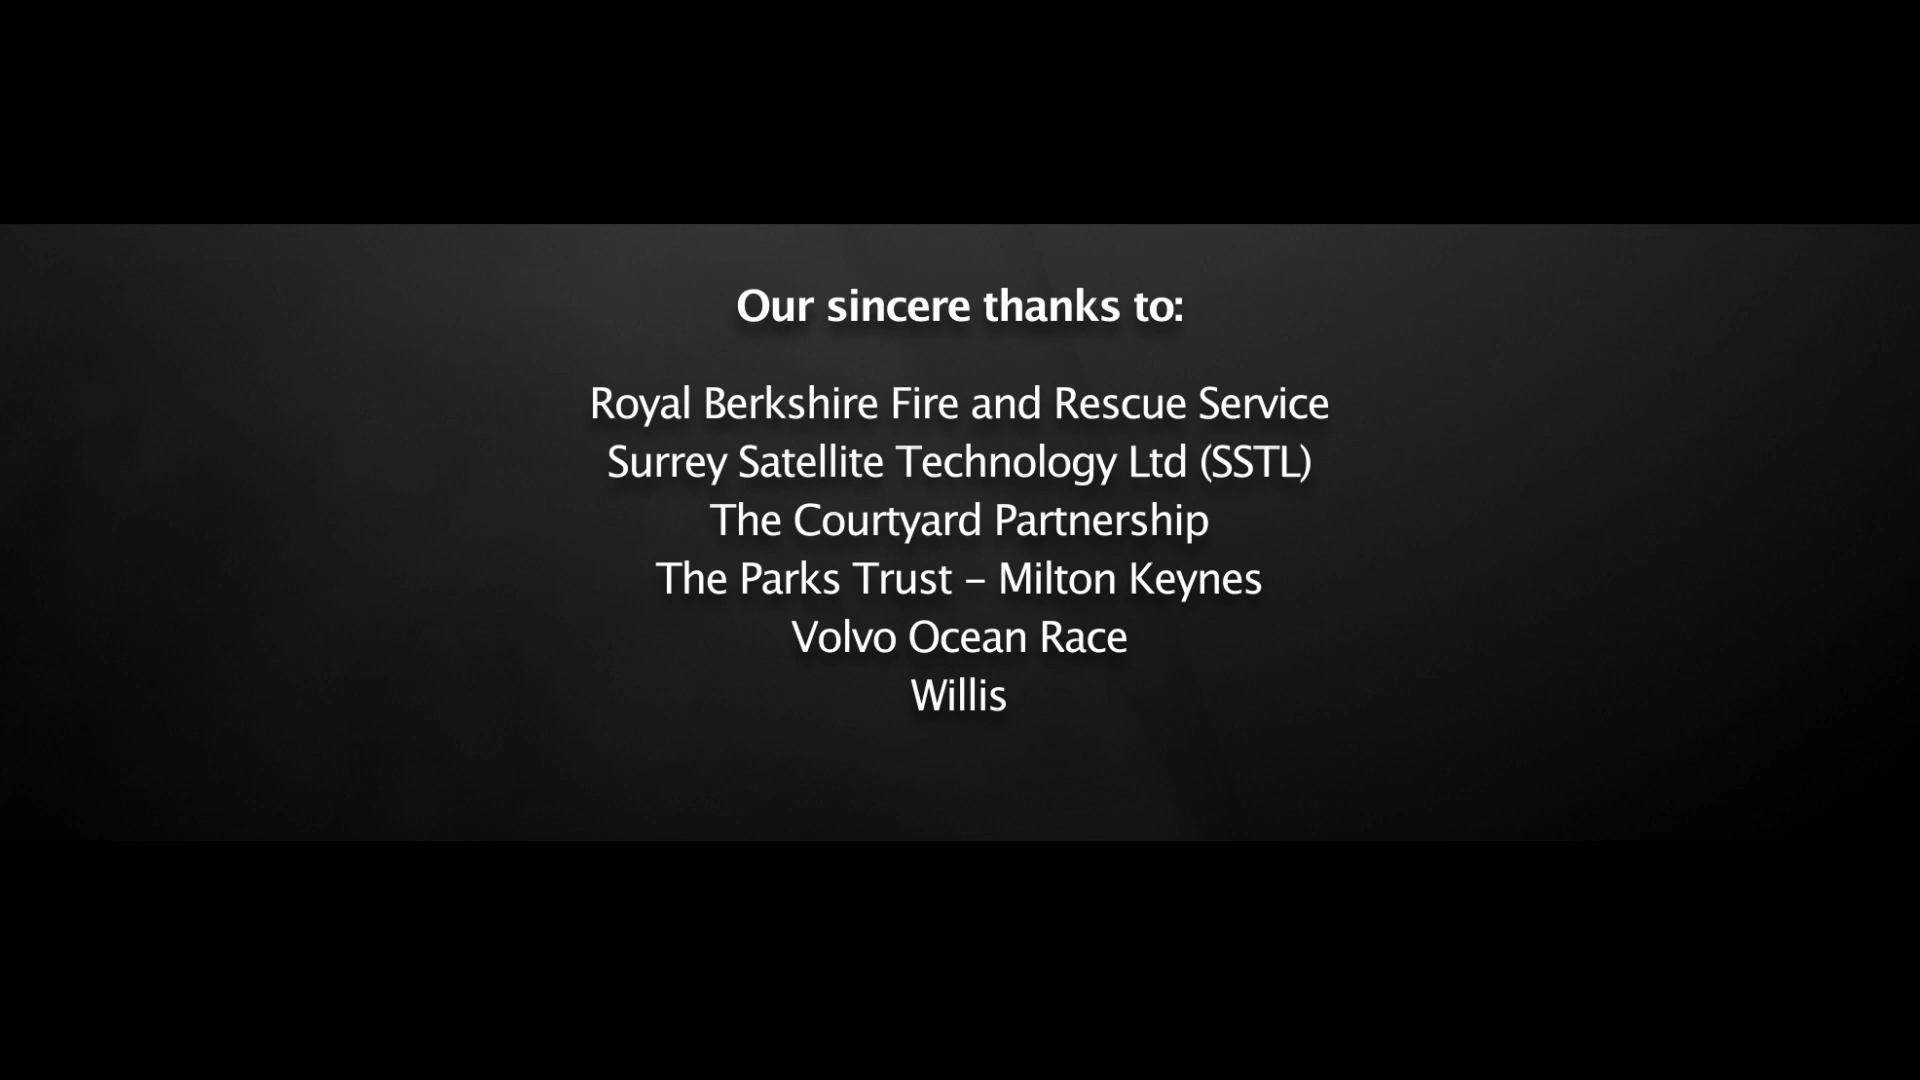 Our sincere thanks to:
Royal Berkshire Fire and Rescue Service
Surrey Satellite Technology Ltd (SSTL)
The Courtyard Partnership
The Parks Trust – Milton Keynes
Volvo Ocean Race
Willis